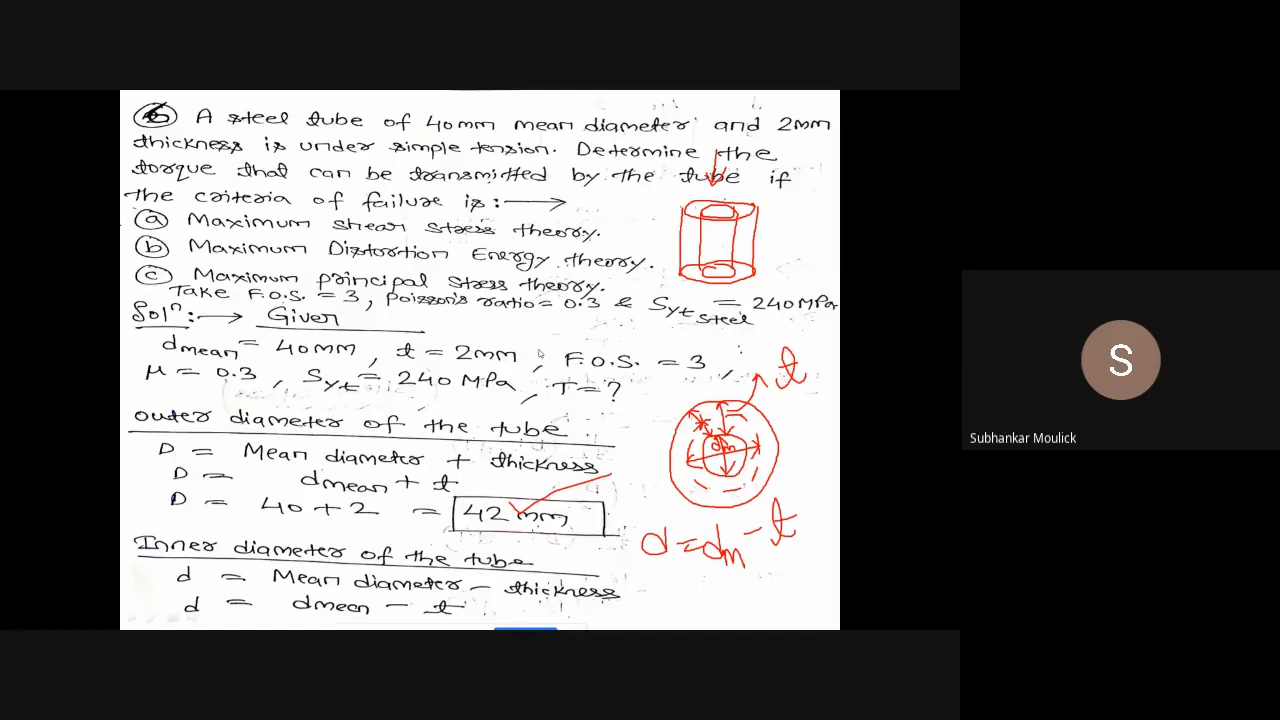 6 A steel tube of 40mm mean diameter and 2mm
thickness is under simple tension. Determine the
torque that can be transmitted by the tube if
the criteria of failure is:→
(a) Maximum shear stress theory.
(b) Maximum Distortion Energy theory.
(c) Maximum principal stress theory.
Take F.O.S. = 3, poisson's ratio = 0.3 & Syt steel = 240 MPa
Solⁿ:→ Given
dmean = 40mm, t = 2mm, F.O.S. = 3,
μ = 0.3, Syt = 240 MPa, T = ?
outer diameter of the tube
D = Mean diameter + thickness
D = dmean + t
D = 40 + 2 = 42 mm
Inner diameter of the tube
d = Mean diameter - thickness
d = dmean - t
t
dm
d = dm - t
S
Subhankar Moulick